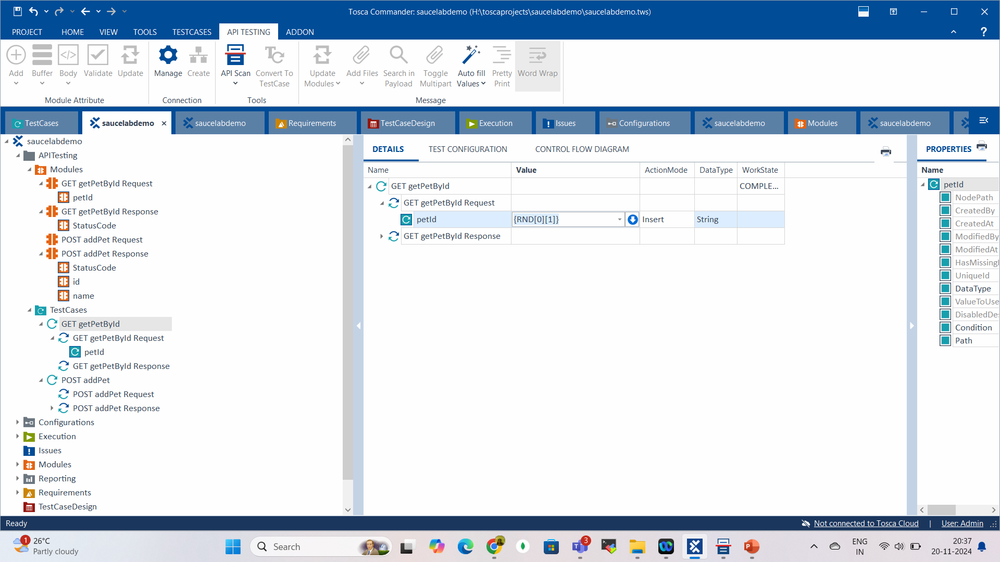 Tosca Commander: saucelabdemo (H:\toscaprojects\saucelabdemo\saucelabdemo.tws)
PROJECT HOME VIEW TOOLS TESTCASES API TESTING ADDON ?
Add Buffer Body Validate Update Manage Create API Scan Convert To TestCase Update Modules Add Files Search in Payload Toggle Multipart Auto fill Values Pretty Print Word Wrap
Module Attribute Connection Tools Message
TestCases saucelabdemo saucelabdemo Requirements TestCaseDesign Execution Issues Configurations saucelabdemo Modules saucelabdemo
saucelabdemo
APITesting
Modules
GET getPetById Request
petId
GET getPetById Response
StatusCode
POST addPet Request
POST addPet Response
StatusCode
id
name
TestCases
GET getPetById
GET getPetById Request
petId
GET getPetById Response
POST addPet
POST addPet Request
POST addPet Response
Configurations
Execution
Issues
Modules
Reporting
Requirements
TestCaseDesign
DETAILS TEST CONFIGURATION CONTROL FLOW DIAGRAM
Name Value ActionMode DataType WorkState
GET getPetById COMPLE...
GET getPetById Request
petId {RND[0][1]} Insert String
GET getPetById Response
PROPERTIES
Name
petId
NodePath
CreatedBy
CreatedAt
ModifiedBy
ModifiedAt
HasMissingI
UniqueId
DataType
ValueToUse
DisabledDes
Condition
Path
Ready Not connected to Tosca Cloud | User: Admin
1 26°C
Partly cloudy
Search
3
ENG
IN
20:37
20-11-2024